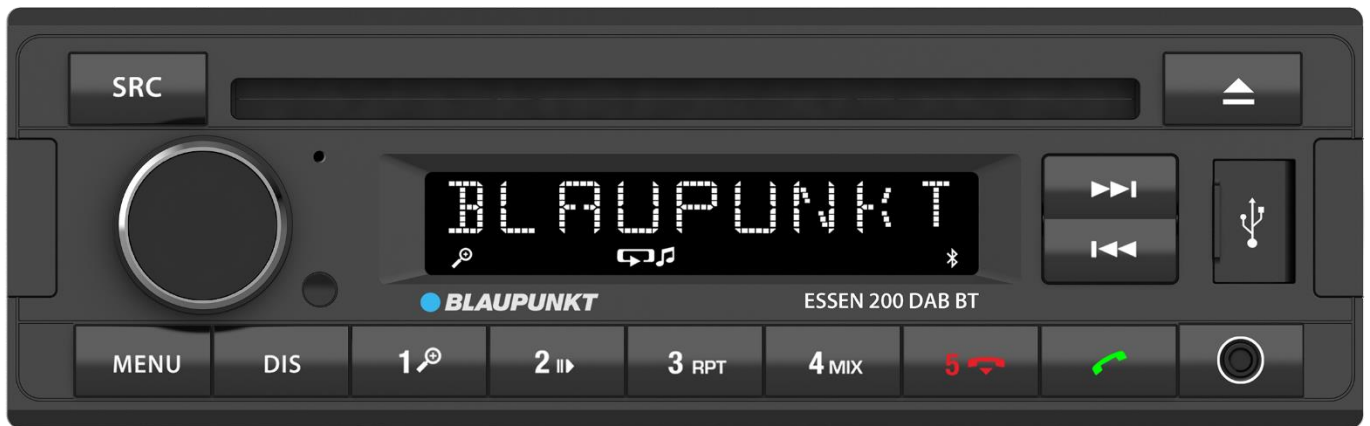 SRC
BLAUPUNKT
BLAUPUNKT
ESSEN 200 DAB BT
MENU
DIS
1
2
3 RPT
4 MIX
5